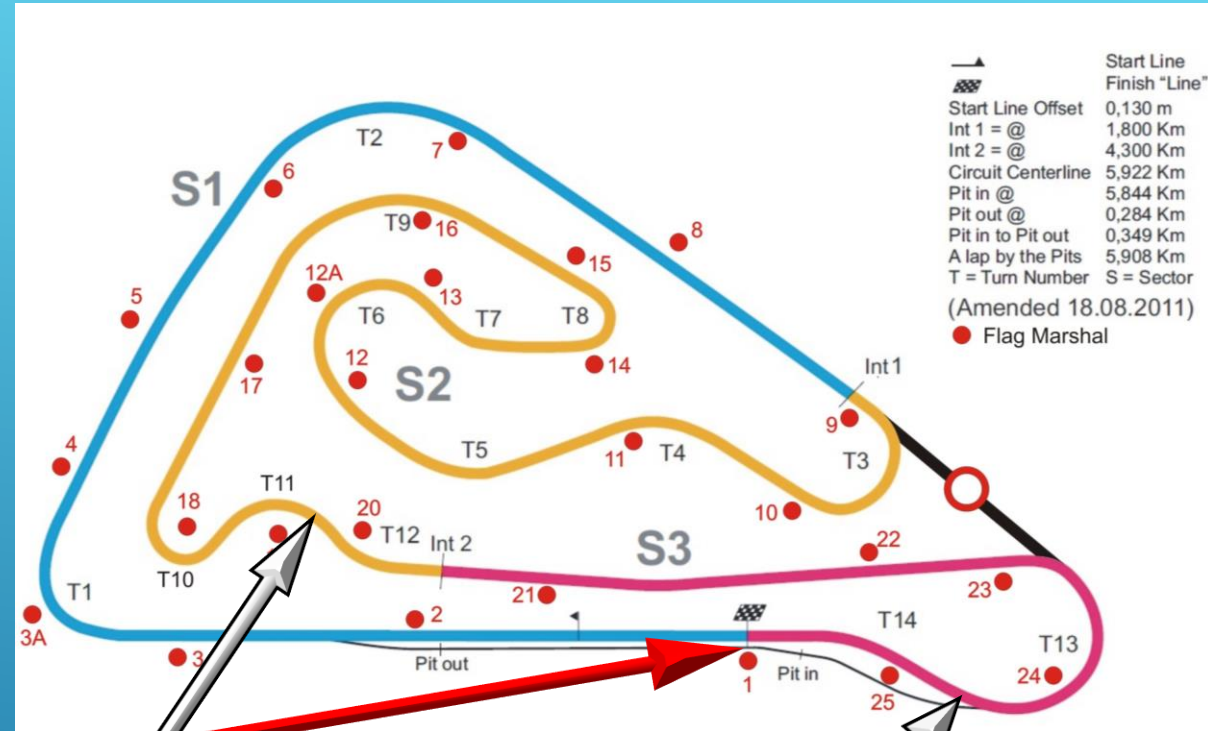 Start Line
Finish "Line"
Start Line Offset 0,130 m
Int 1 = @ 1,800 Km
Int 2 = @ 4,300 Km
Circuit Centerline 5,922 Km
Pit in @ 5,844 Km
Pit out @ 0,284 Km
Pit in to Pit out 0,349 Km
A lap by the Pits 5,908 Km
T = Turn Number S = Sector
(Amended 18.08.2011)
Flag Marshal
T2
7
6
S1
T9
16
8
15
12A
13
5
T6
T7
T8
12
14
17
S2
Int 1
9
4
T5
11
T4
T3
T11
18
20
10
T12
Int 2
S3
22
T10
T1
21
23
2
T14
3A
3
Pit out
1
Pit in
T13
24
25